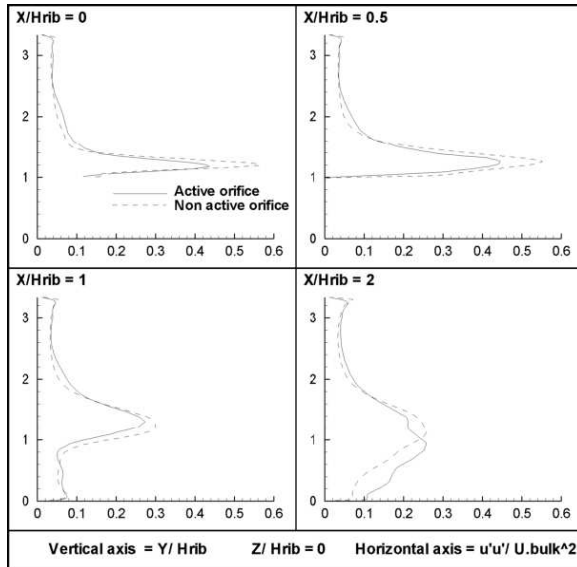 X/Hrib = 0
3
2
1
0
0 0.1 0.2 0.3 0.4 0.5 0.6
Active orifice
Non active orifice
X/Hrib = 0.5
3
2
1
0
0 0.1 0.2 0.3 0.4 0.5 0.6
X/Hrib = 1
3
2
1
0
0 0.1 0.2 0.3 0.4 0.5 0.6
X/Hrib = 2
3
2
1
0
0 0.1 0.2 0.3 0.4 0.5 0.6
Vertical axis = Y/ Hrib Z/ Hrib = 0 Horizontal axis = u'u'/ U.bulk^2